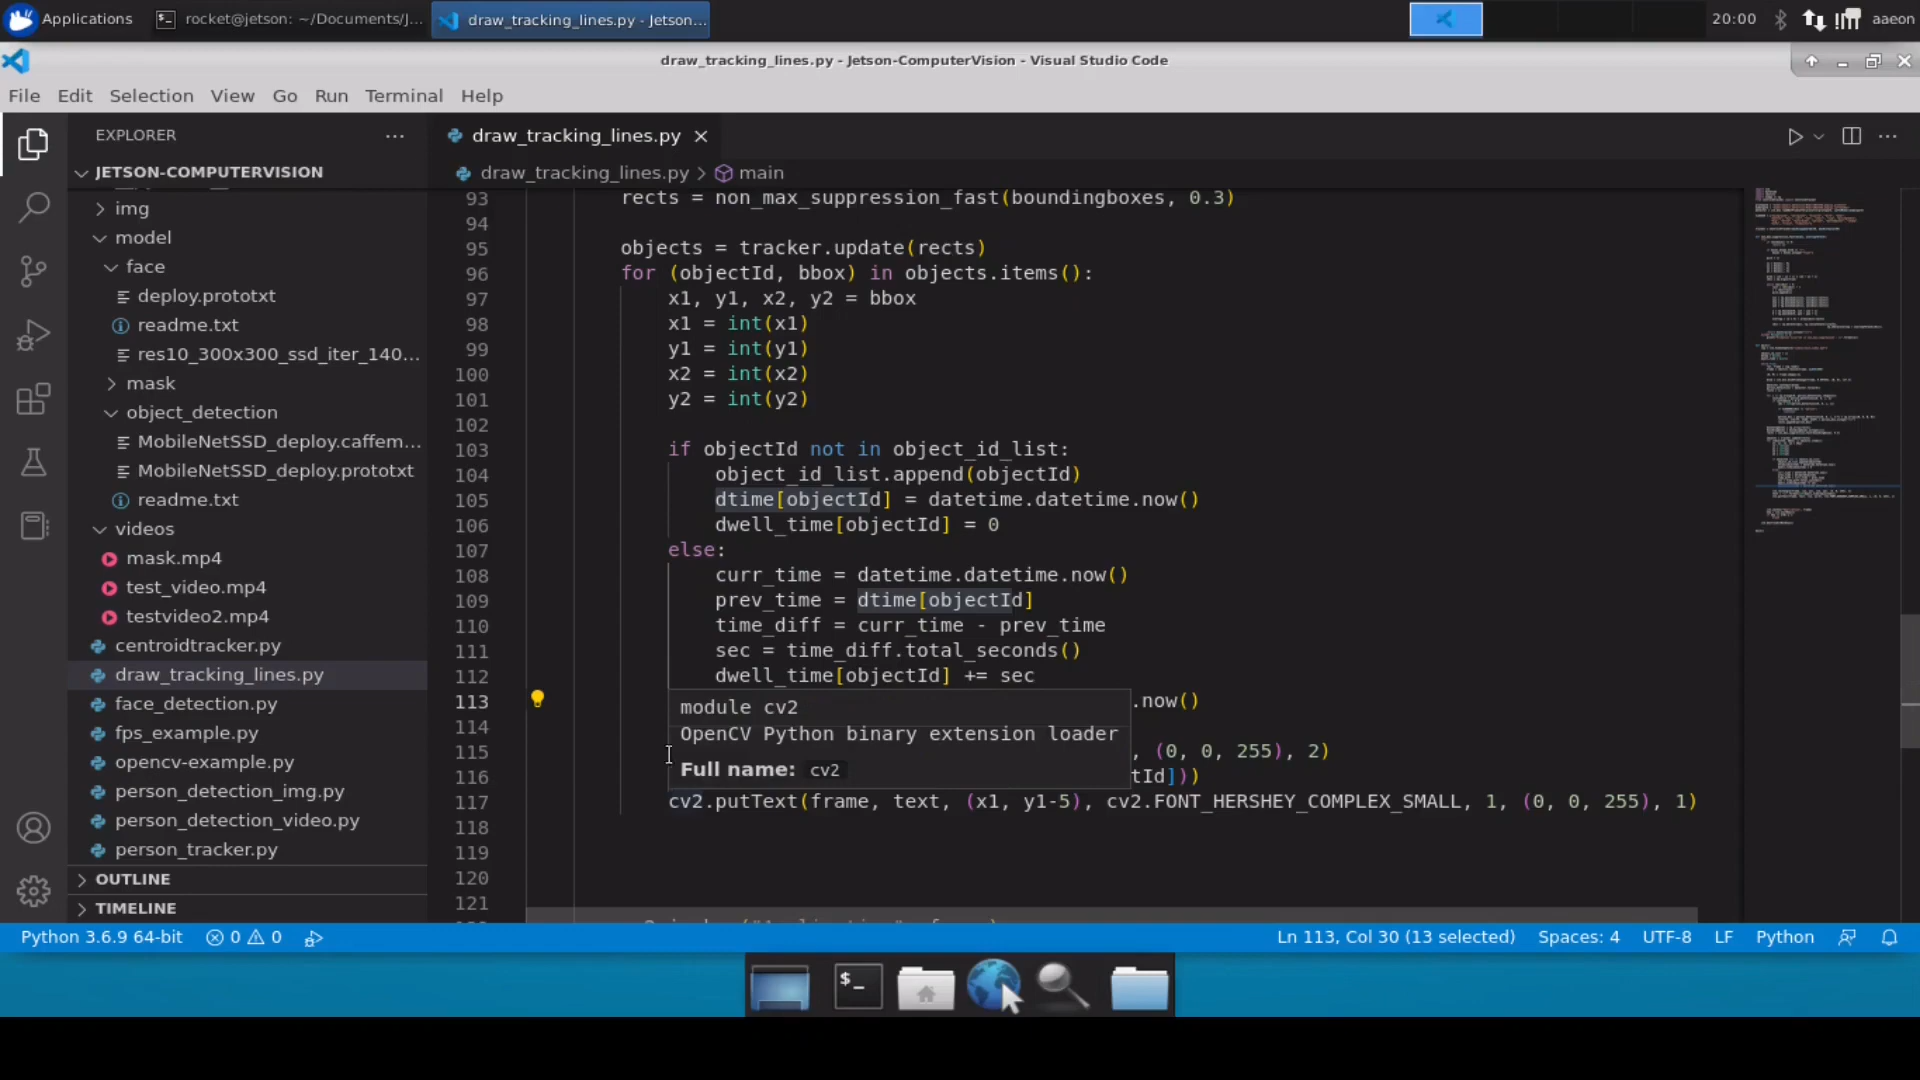 Applications
rocket@jetson: ~/Documents/J...
draw_tracking_lines.py - Jetson...
20:00
aaeon
draw_tracking_lines.py - Jetson-ComputerVision - Visual Studio Code
File Edit Selection View Go Run Terminal Help
EXPLORER
JETSON-COMPUTERVISION
img
model
face
deploy.prototxt
readme.txt
res10_300x300_ssd_iter_140...
mask
object_detection
MobileNetSSD_deploy.caffem...
MobileNetSSD_deploy.prototxt
readme.txt
videos
mask.mp4
test_video.mp4
testvideo2.mp4
centroidtracker.py
draw_tracking_lines.py
face_detection.py
fps_example.py
opencv-example.py
person_detection_img.py
person_detection_video.py
person_tracker.py
OUTLINE
TIMELINE
draw_tracking_lines.py
draw_tracking_lines.py > main
93 rects = non_max_suppression_fast(boundingboxes, 0.3)
94
95 objects = tracker.update(rects)
96 for (objectId, bbox) in objects.items():
97 x1, y1, x2, y2 = bbox
98 x1 = int(x1)
99 y1 = int(y1)
100 x2 = int(x2)
101 y2 = int(y2)
102
103 if objectId not in object_id_list:
104 object_id_list.append(objectId)
105 dtime[objectId] = datetime.datetime.now()
106 dwell_time[objectId] = 0
107 else:
108 curr_time = datetime.datetime.now()
109 prev_time = dtime[objectId]
110 time_diff = curr_time - prev_time
111 sec = time_diff.total_seconds()
112 dwell_time[objectId] += sec
113 .now()
114
115 , (0, 0, 255), 2)
116 tId]))
117 cv2.putText(frame, text, (x1, y1-5), cv2.FONT_HERSHEY_COMPLEX_SMALL, 1, (0, 0, 255), 1)
118
119
120
121
module cv2
OpenCV Python binary extension loader
Full name: cv2
Python 3.6.9 64-bit 0 0
Ln 113, Col 30 (13 selected) Spaces: 4 UTF-8 LF Python